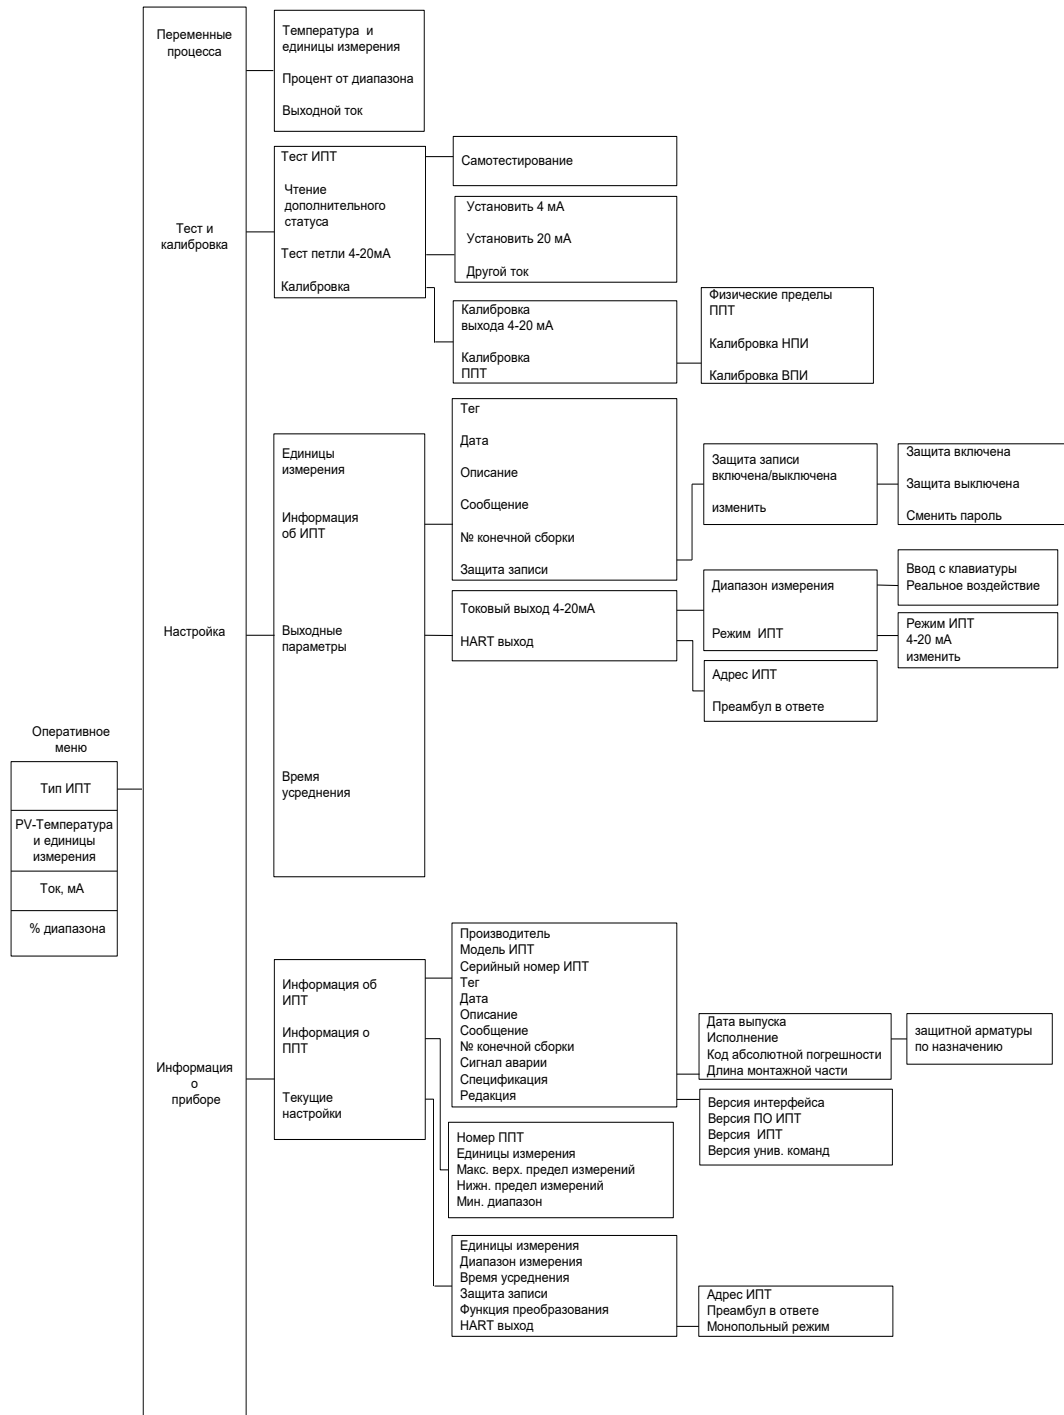 Оперативное
меню
Тип ИПТ
PV-Температура
и единицы
измерения
Ток, мА
% диапазона
Переменные
процесса
Температура и
единицы измерения
Процент от диапазона
Выходной ток
Тест и
калибровка
Тест ИПТ
Чтение
дополнительного
статуса
Тест петли 4-20мА
Калибровка
Самотестирование
Установить 4 мА
Установить 20 мА
Другой ток
Калибровка
выхода 4-20 мА
Калибровка
ППТ
Физические пределы
ППТ
Калибровка НПИ
Калибровка ВПИ
Настройка
Единицы
измерения
Информация
об ИПТ
Выходные
параметры
Время
усреднения
Тег
Дата
Описание
Сообщение
№ конечной сборки
Защита записи
Защита записи
включена/выключена
изменить
Защита включена
Защита выключена
Сменить пароль
Токовый выход 4-20мА
HART выход
Диапазон измерения
Режим ИПТ
Ввод с клавиатуры
Реальное воздействие
Режим ИПТ
4-20 мА
изменить
Адрес ИПТ
Преамбул в ответе
Информация
о
приборе
Информация об
ИПТ
Информация о
ППТ
Текущие
настройки
Производитель
Модель ИПТ
Серийный номер ИПТ
Тег
Дата
Описание
Сообщение
№ конечной сборки
Сигнал аварии
Спецификация
Редакция
Дата выпуска
Исполнение
Код абсолютной погрешности
Длина монтажной части
защитной арматуры
по назначению
Версия интерфейса
Версия ПО ИПТ
Версия ИПТ
Версия унив. команд
Номер ППТ
Единицы измерения
Макс. верх. предел измерений
Нижн. предел измерений
Мин. диапазон
Единицы измерения
Диапазон измерения
Время усреднения
Защита записи
Функция преобразования
HART выход
Адрес ИПТ
Преамбул в ответе
Монопольный режим